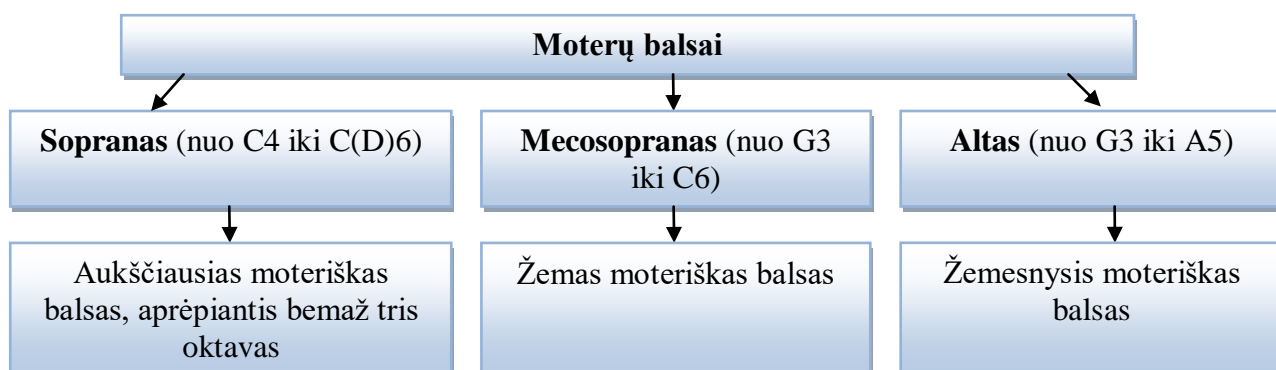 Moterų balsai
Sopranas (nuo C4 iki C(D)6)
Mecosopranas (nuo G3
iki C6)
Altas (nuo G3 iki A5)
Aukščiausias moteriškas
balsas, aprėpiantis bemaž tris
oktavas
Žemas moteriškas balsas
Žemesnysis moteriškas
balsas